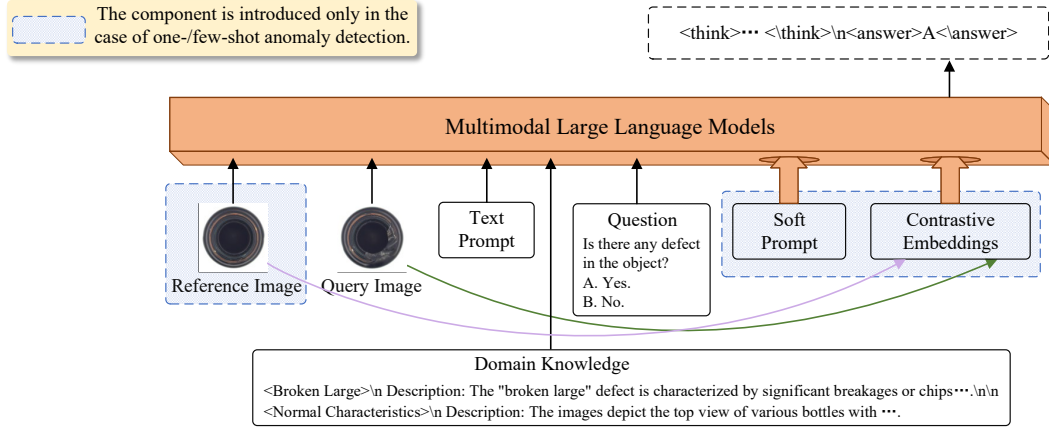 The component is introduced only in the
case of one-/few-shot anomaly detection.
<think>··· <\think>\n<answer>A<\answer>
Multimodal Large Language Models
Reference Image
Query Image
Text
Prompt
Question
Is there any defect
in the object?
A. Yes.
B. No.
Soft
Prompt
Contrastive
Embeddings
Domain Knowledge
<Broken Large>\n Description: The "broken large" defect is characterized by significant breakages or chips···.\n\n
<Normal Characteristics>\n Description: The images depict the top view of various bottles with ···.